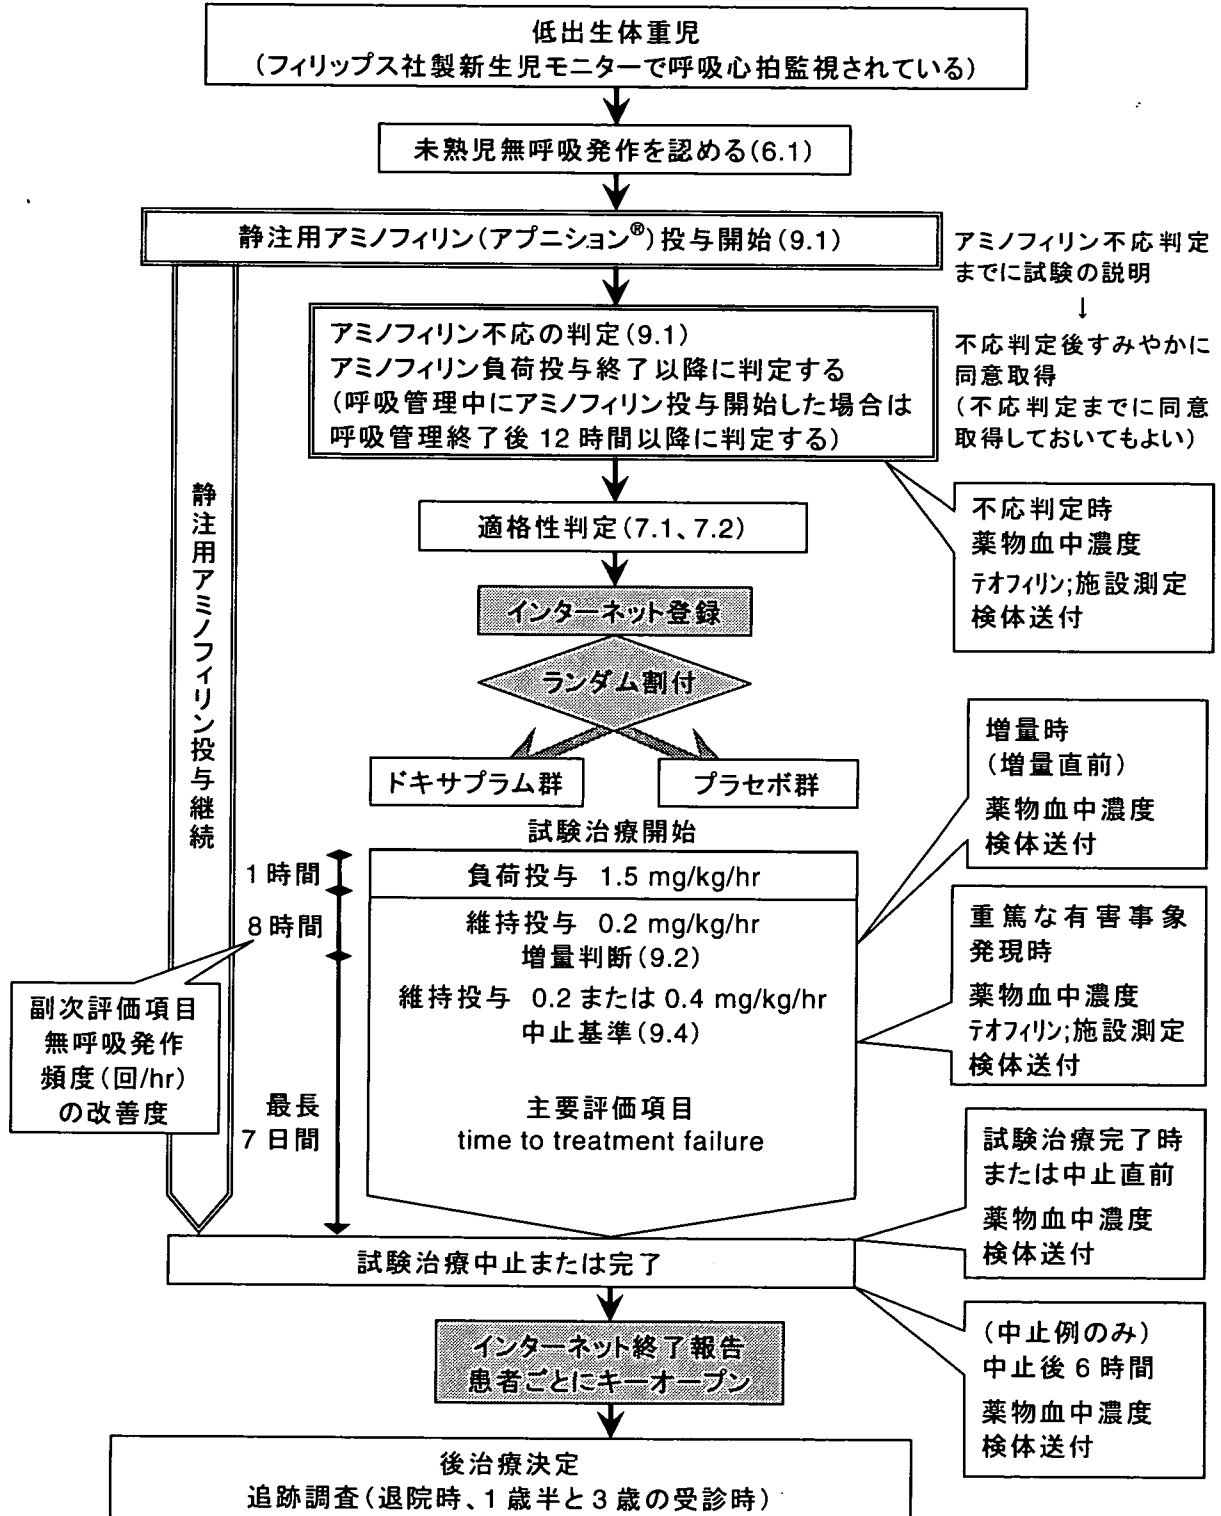 低出生体重児
(フィリップス社製新生児モニターで呼吸心拍監視されている)
未熟児無呼吸発作を認める(6.1)
静注用アミノフィリン(アプニション®)投与開始(9.1)
アミノフィリン不応判定
までに試験の説明
↓
不応判定後すみやかに
同意取得
(不応判定までに同意
取得しておいてもよい)
アミノフィリン不応の判定(9.1)
アミノフィリン負荷投与終了以降に判定する
(呼吸管理中にアミノフィリン投与開始した場合は
呼吸管理終了後 12 時間以降に判定する)
不応判定時
薬物血中濃度
テオフィリン;施設測定
検体送付
静注用アミノフィリン投与継続
適格性判定(7.1、7.2)
インターネット登録
ランダム割付
ドキサプラム群
プラセボ群
増量時
(増量直前)
薬物血中濃度
検体送付
試験治療開始
1 時間
負荷投与 1.5 mg/kg/hr
8 時間
維持投与 0.2 mg/kg/hr
増量判断(9.2)
維持投与 0.2 または 0.4 mg/kg/hr
中止基準(9.4)
重篤な有害事象
発現時
薬物血中濃度
テオフィリン;施設測定
検体送付
副次評価項目
無呼吸発作
頻度(回/hr)
の改善度
最長
7 日間
主要評価項目
time to treatment failure
試験治療完了時
または中止直前
薬物血中濃度
検体送付
試験治療中止または完了
(中止例のみ)
中止後 6 時間
薬物血中濃度
検体送付
インターネット終了報告
患者ごとにキーオープン
後治療決定
追跡調査(退院時、1 歳半と 3 歳の受診時)